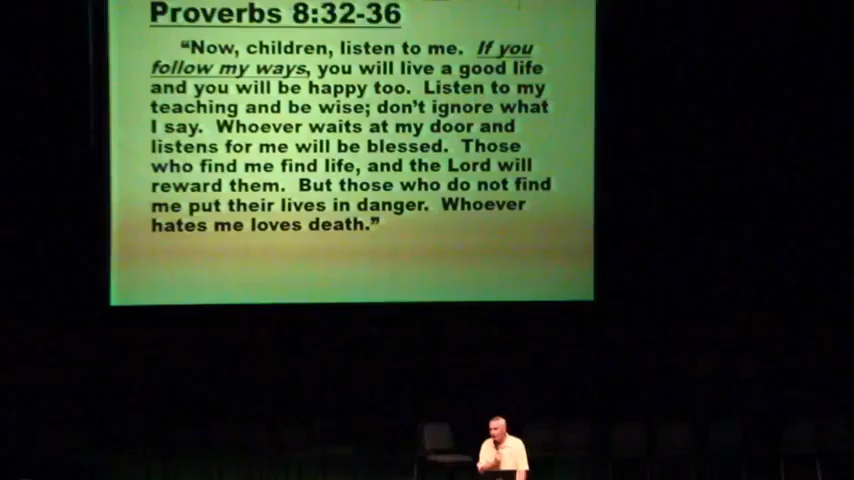 Proverbs 8:32-36
“Now, children, listen to me. If you
follow my ways, you will live a good life
and you will be happy too. Listen to my
teaching and be wise; don’t ignore what
I say. Whoever waits at my door and
listens for me will be blessed. Those
who find me find life, and the Lord will
reward them. But those who do not find
me put their lives in danger. Whoever
hates me loves death.”